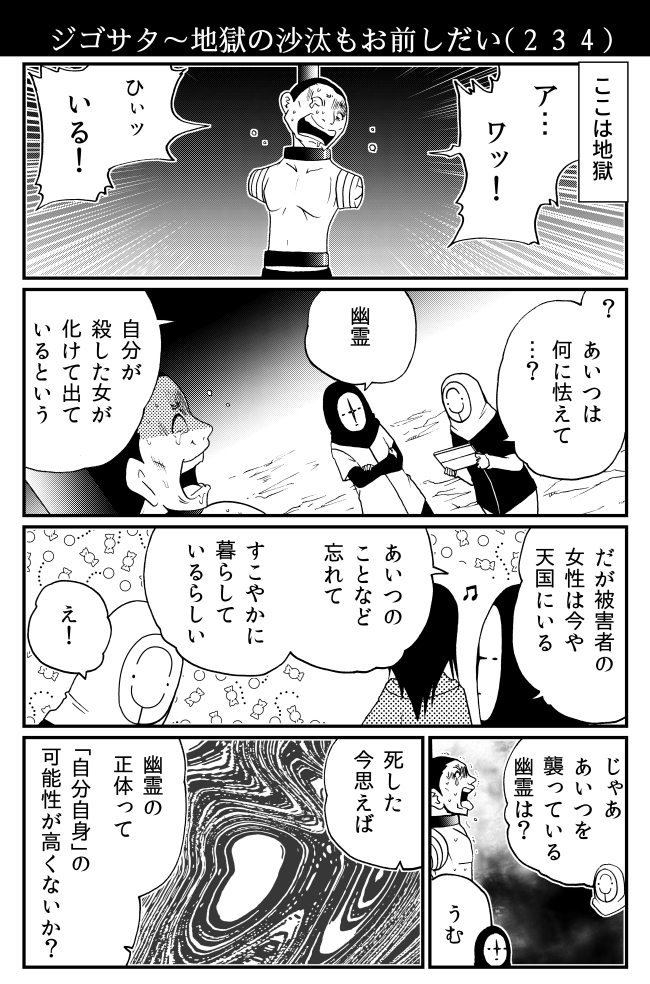 ジゴサタ～地獄の沙汰もお前しだい(２３４)
ここは地獄
ア…
ワッ！
ひぃッ
いる！
？
あいつは
何に怯えて
…？
幽霊
自分が
殺した女が
化けて出て
いるという
だが被害者の
女性は今や
天国にいる
♫
あいつの
ことなど
忘れて
すこやかに
暮らして
いるらしい
え！
じゃあ
あいつを
襲っている
幽霊は？
うむ
死した
今思えば
幽霊の
正体って
「自分自身」の
可能性が高くないか？